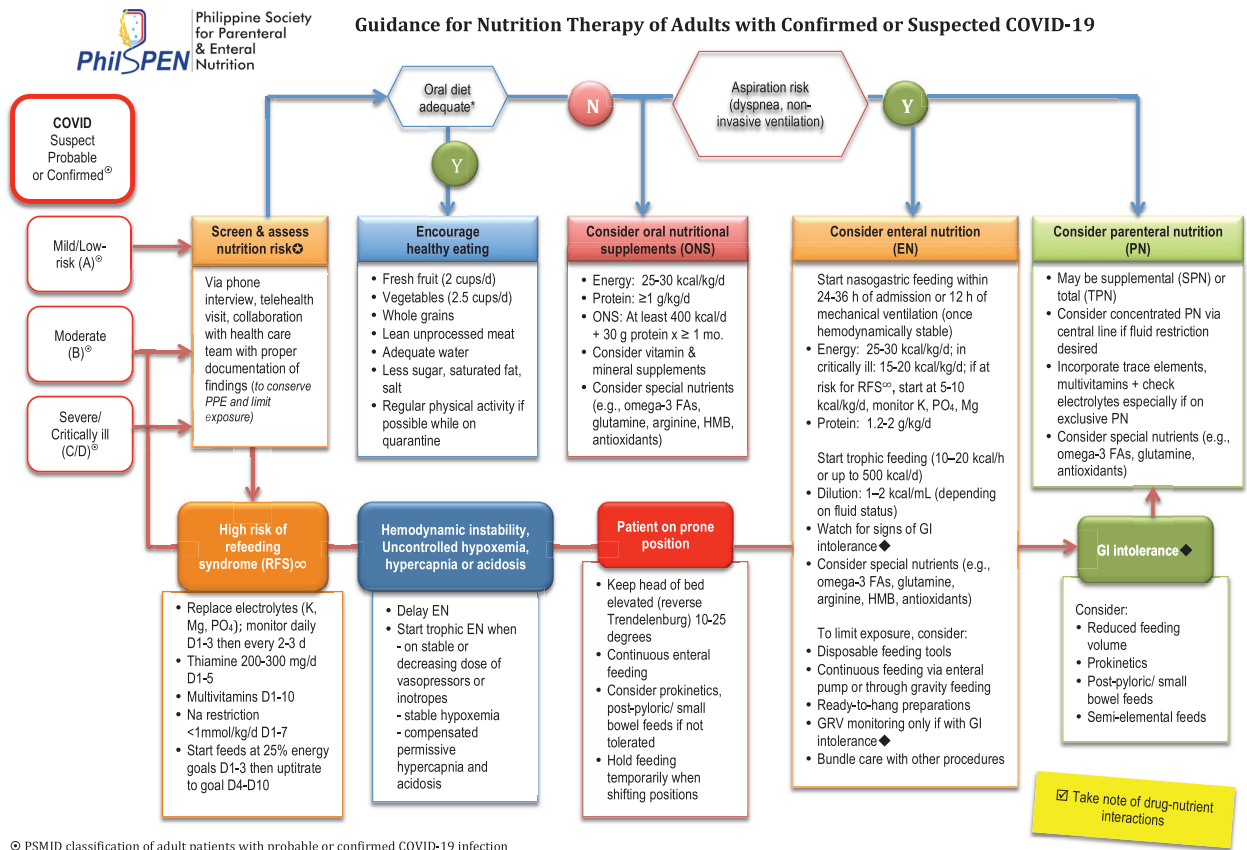 PhilSPEN
Philippine Society
for Parenteral
& Enteral
Nutrition
Guidance for Nutrition Therapy of Adults with Confirmed or Suspected COVID-19
Oral diet
adequate*
N
Aspiration risk
(dyspnea, non-
invasive ventilation)
Y
Y
COVID
Suspect
Probable
or Confirmed⊙
Mild/Low-
risk (A)⊙
Moderate
(B)⊙
Severe/
Critically ill
(C/D)⊙
Screen & assess
nutrition risk✪
Via phone
interview, telehealth
visit, collaboration
with health care
team with proper
documentation of
findings (to conserve
PPE and limit
exposure)
Encourage
healthy eating
• Fresh fruit (2 cups/d)
• Vegetables (2.5 cups/d)
• Whole grains
• Lean unprocessed meat
• Adequate water
• Less sugar, saturated fat,
salt
• Regular physical activity if
possible while on
quarantine
Consider oral nutritional
supplements (ONS)
• Energy: 25-30 kcal/kg/d
• Protein: ≥1 g/kg/d
• ONS: At least 400 kcal/d
+ 30 g protein x ≥ 1 mo.
• Consider vitamin &
mineral supplements
• Consider special nutrients
(e.g., omega-3 FAs,
glutamine, arginine, HMB,
antioxidants)
Consider enteral nutrition
(EN)
Start nasogastric feeding within
24-36 h of admission or 12 h of
mechanical ventilation (once
hemodynamically stable)
• Energy: 25-30 kcal/kg/d; in
critically ill: 15-20 kcal/kg/d; if at
risk for RFS∞, start at 5-10
kcal/kg/d, monitor K, PO₄, Mg
• Protein: 1.2-2 g/kg/d
Start trophic feeding (10–20 kcal/h
or up to 500 kcal/d)
• Dilution: 1–2 kcal/mL (depending
on fluid status)
• Watch for signs of GI
intolerance◆
• Consider special nutrients (e.g.,
omega-3 FAs, glutamine,
arginine, HMB, antioxidants)
To limit exposure, consider:
• Disposable feeding tools
• Continuous feeding via enteral
pump or through gravity feeding
• Ready-to-hang preparations
• GRV monitoring only if with GI
intolerance◆
• Bundle care with other procedures
Consider parenteral nutrition
(PN)
• May be supplemental (SPN) or
total (TPN)
• Consider concentrated PN via
central line if fluid restriction
desired
• Incorporate trace elements,
multivitamins + check
electrolytes especially if on
exclusive PN
• Consider special nutrients (e.g.,
omega-3 FAs, glutamine,
antioxidants)
High risk of
refeeding
syndrome (RFS)∞
• Replace electrolytes (K,
Mg, PO₄); monitor daily
D1-3 then every 2-3 d
• Thiamine 200-300 mg/d
D1-5
• Multivitamins D1-10
• Na restriction
<1mmol/kg/d D1-7
• Start feeds at 25% energy
goals D1-3 then uptitrate
to goal D4-D10
Hemodynamic instability,
Uncontrolled hypoxemia,
hypercapnia or acidosis
• Delay EN
• Start trophic EN when
- on stable or
decreasing dose of
vasopressors or
inotropes
- stable hypoxemia
- compensated
permissive
hypercapnia and
acidosis
Patient on prone
position
• Keep head of bed
elevated (reverse
Trendelenburg) 10-25
degrees
• Continuous enteral
feeding
• Consider prokinetics,
post-pyloric/ small
bowel feeds if not
tolerated
• Hold feeding
temporarily when
shifting positions
GI intolerance◆
Consider:
• Reduced feeding
volume
• Prokinetics
• Post-pyloric/ small
bowel feeds
• Semi-elemental feeds
☑ Take note of drug-nutrient
interactions
⊙ PSMID classification of adult patients with probable or confirmed COVID-19 infection